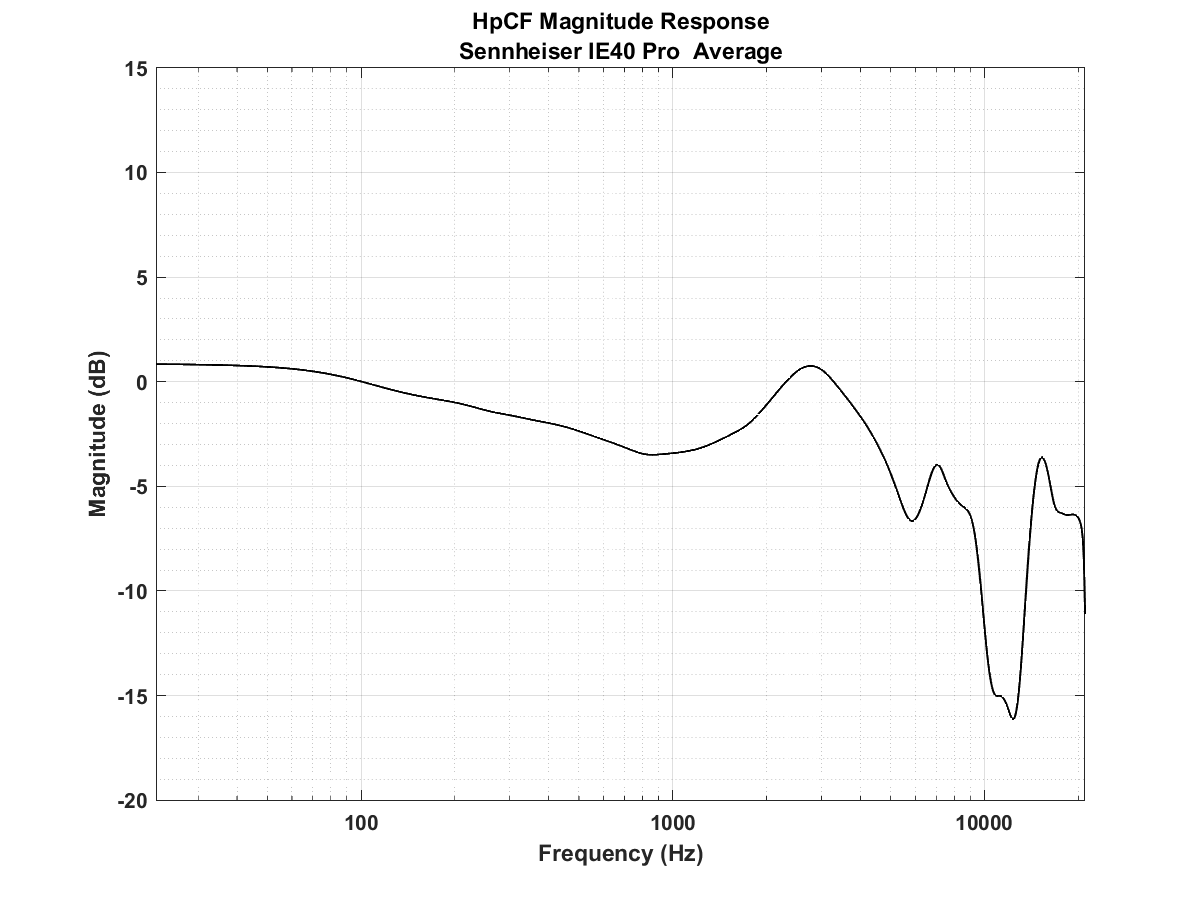 HpCF Magnitude Response
Sennheiser IE40 Pro  Average
15
10
5
0
-5
-10
-15
-20
Magnitude (dB)
100
1000
10000
Frequency (Hz)